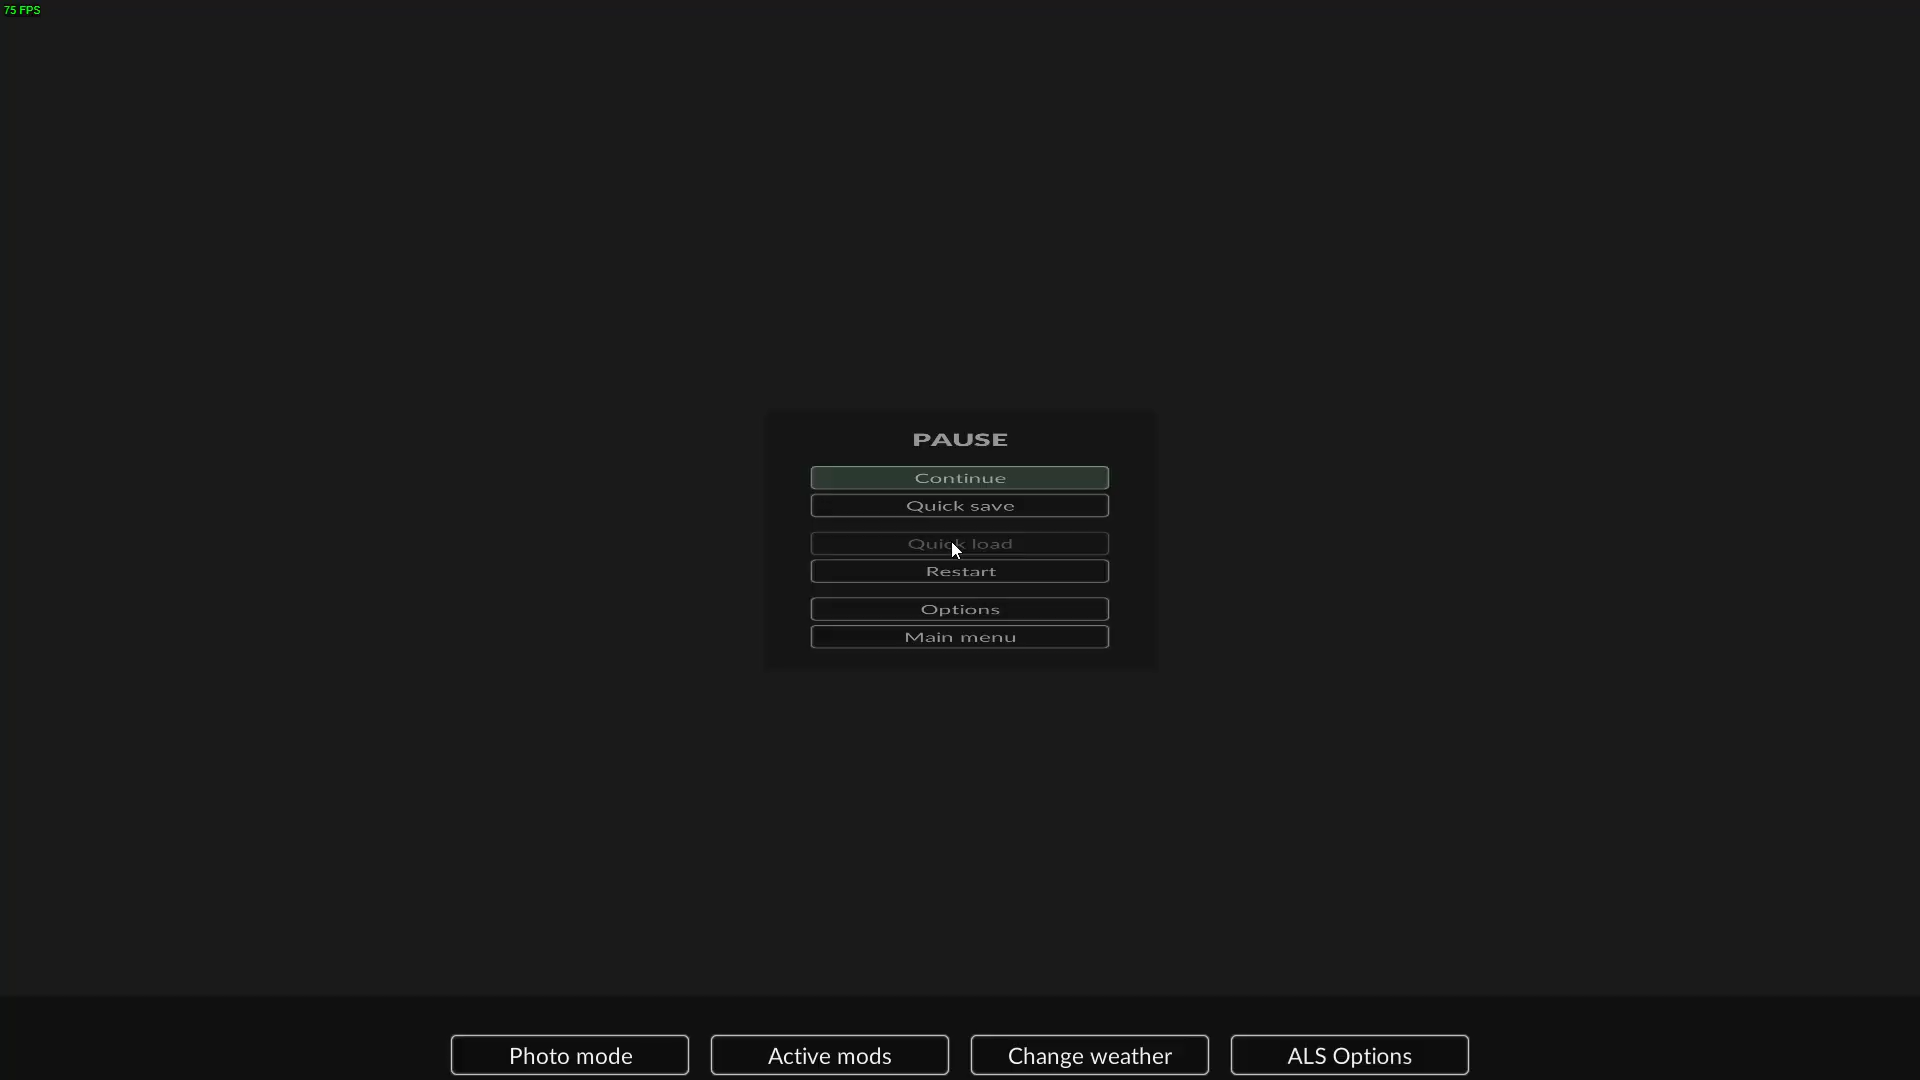 75 FPS
PAUSE
Continue
Quick save
Quick load
Restart
Options
Main menu
Photo mode
Active mods
Change weather
ALS Options